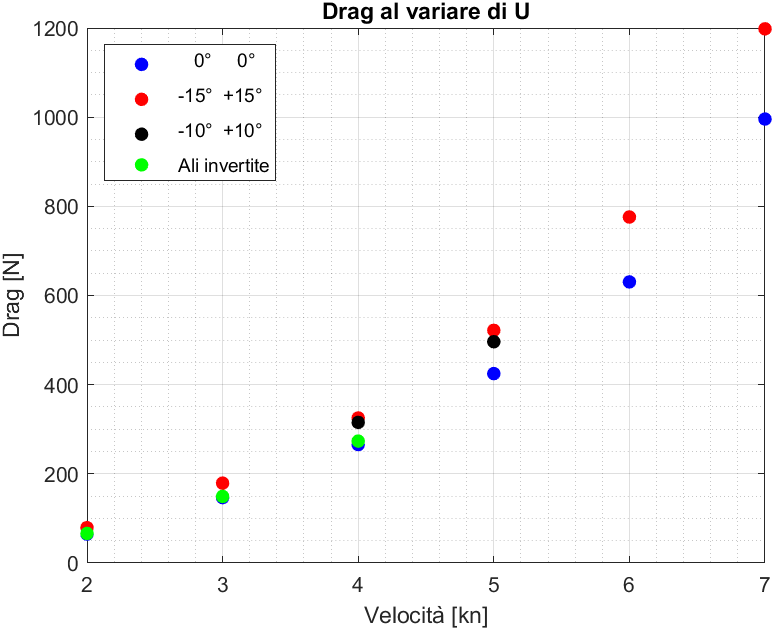 Drag al variare di U
1200
1000
800
600
400
200
0
Drag [N]
0° 0°
-15° +15°
-10° +10°
Ali invertite
2 3 4 5 6 7
Velocità [kn]